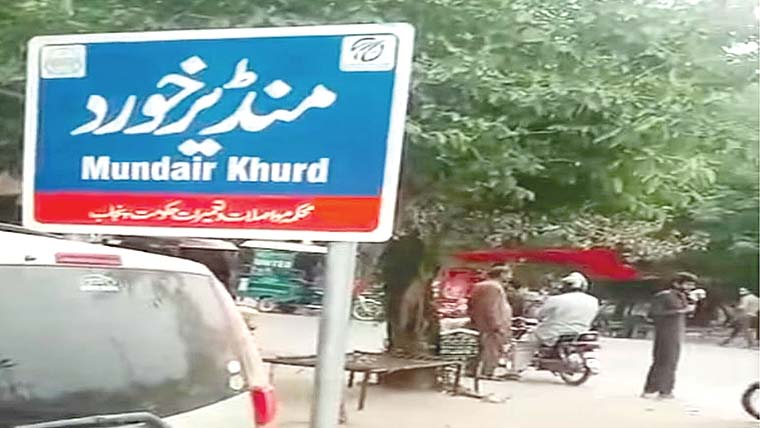 منڈیر خورد
Mundair Khurd
محکمہ مواصلات و تعمیرات حکومت پنجاب